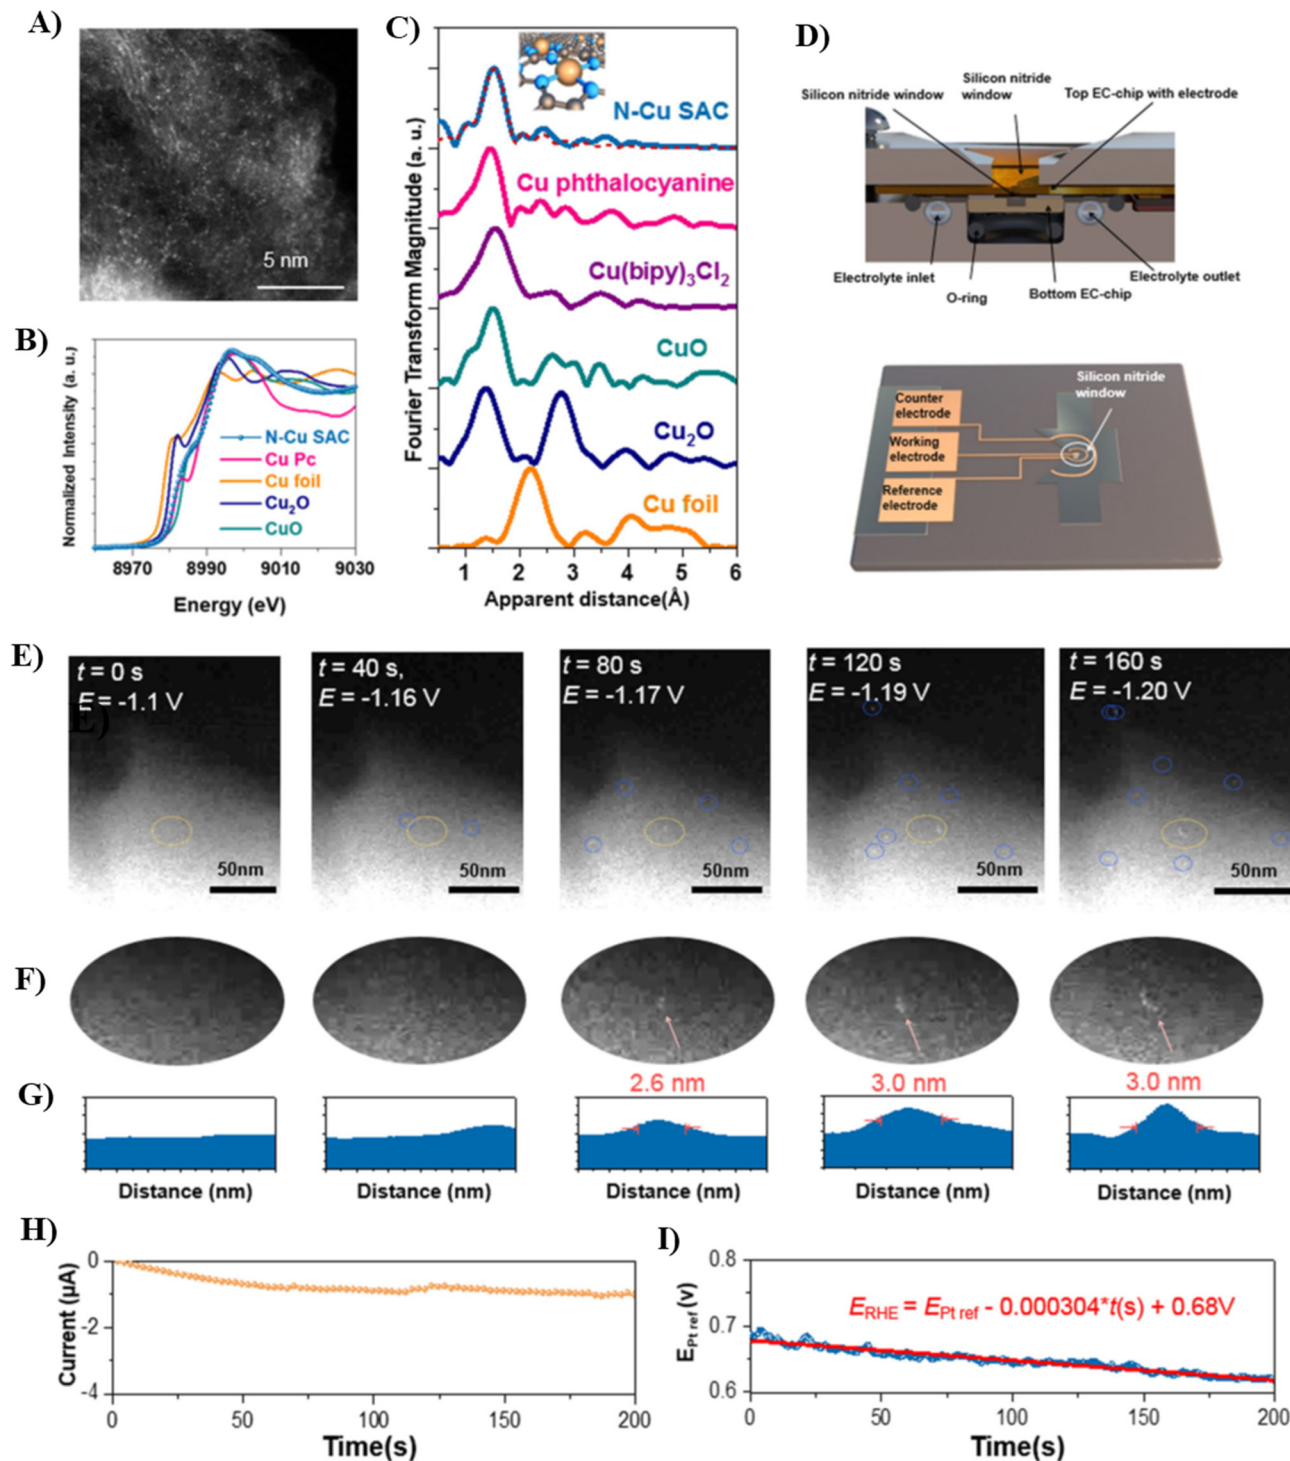 A)
5 nm
B)
Normalized Intensity (a. u.)
N-Cu SAC
Cu Pc
Cu foil
Cu₂O
CuO
8970 8990 9010 9030
Energy (eV)
C)
Fourier Transform Magnitude (a. u.)
N-Cu SAC
Cu phthalocyanine
Cu(bipy)₃Cl₂
CuO
Cu₂O
Cu foil
1 2 3 4 5 6
Apparent distance(Å)
D)
Silicon nitride window
Silicon nitride
window
Top EC-chip with electrode
Electrolyte inlet
O-ring
Bottom EC-chip
Electrolyte outlet
Silicon nitride
window
Counter
electrode
Working
electrode
Reference
electrode
E)
E)
t = 0 s
E = -1.1 V
50nm
t = 40 s,
E = -1.16 V
50nm
t = 80 s
E = -1.17 V
50nm
t = 120 s
E = -1.19 V
50nm
t = 160 s
E = -1.20 V
50nm
F)
G)
2.6 nm
3.0 nm
3.0 nm
Distance (nm)
Distance (nm)
Distance (nm)
Distance (nm)
Distance (nm)
H)
Current (µA)
0
-2
-4
0 50 100 150 200
Time(s)
I)
E Pt ref (v)
0.8
0.7
0.6
E RHE = E Pt ref - 0.000304*t(s) + 0.68V
0 50 100 150 200
Time(s)